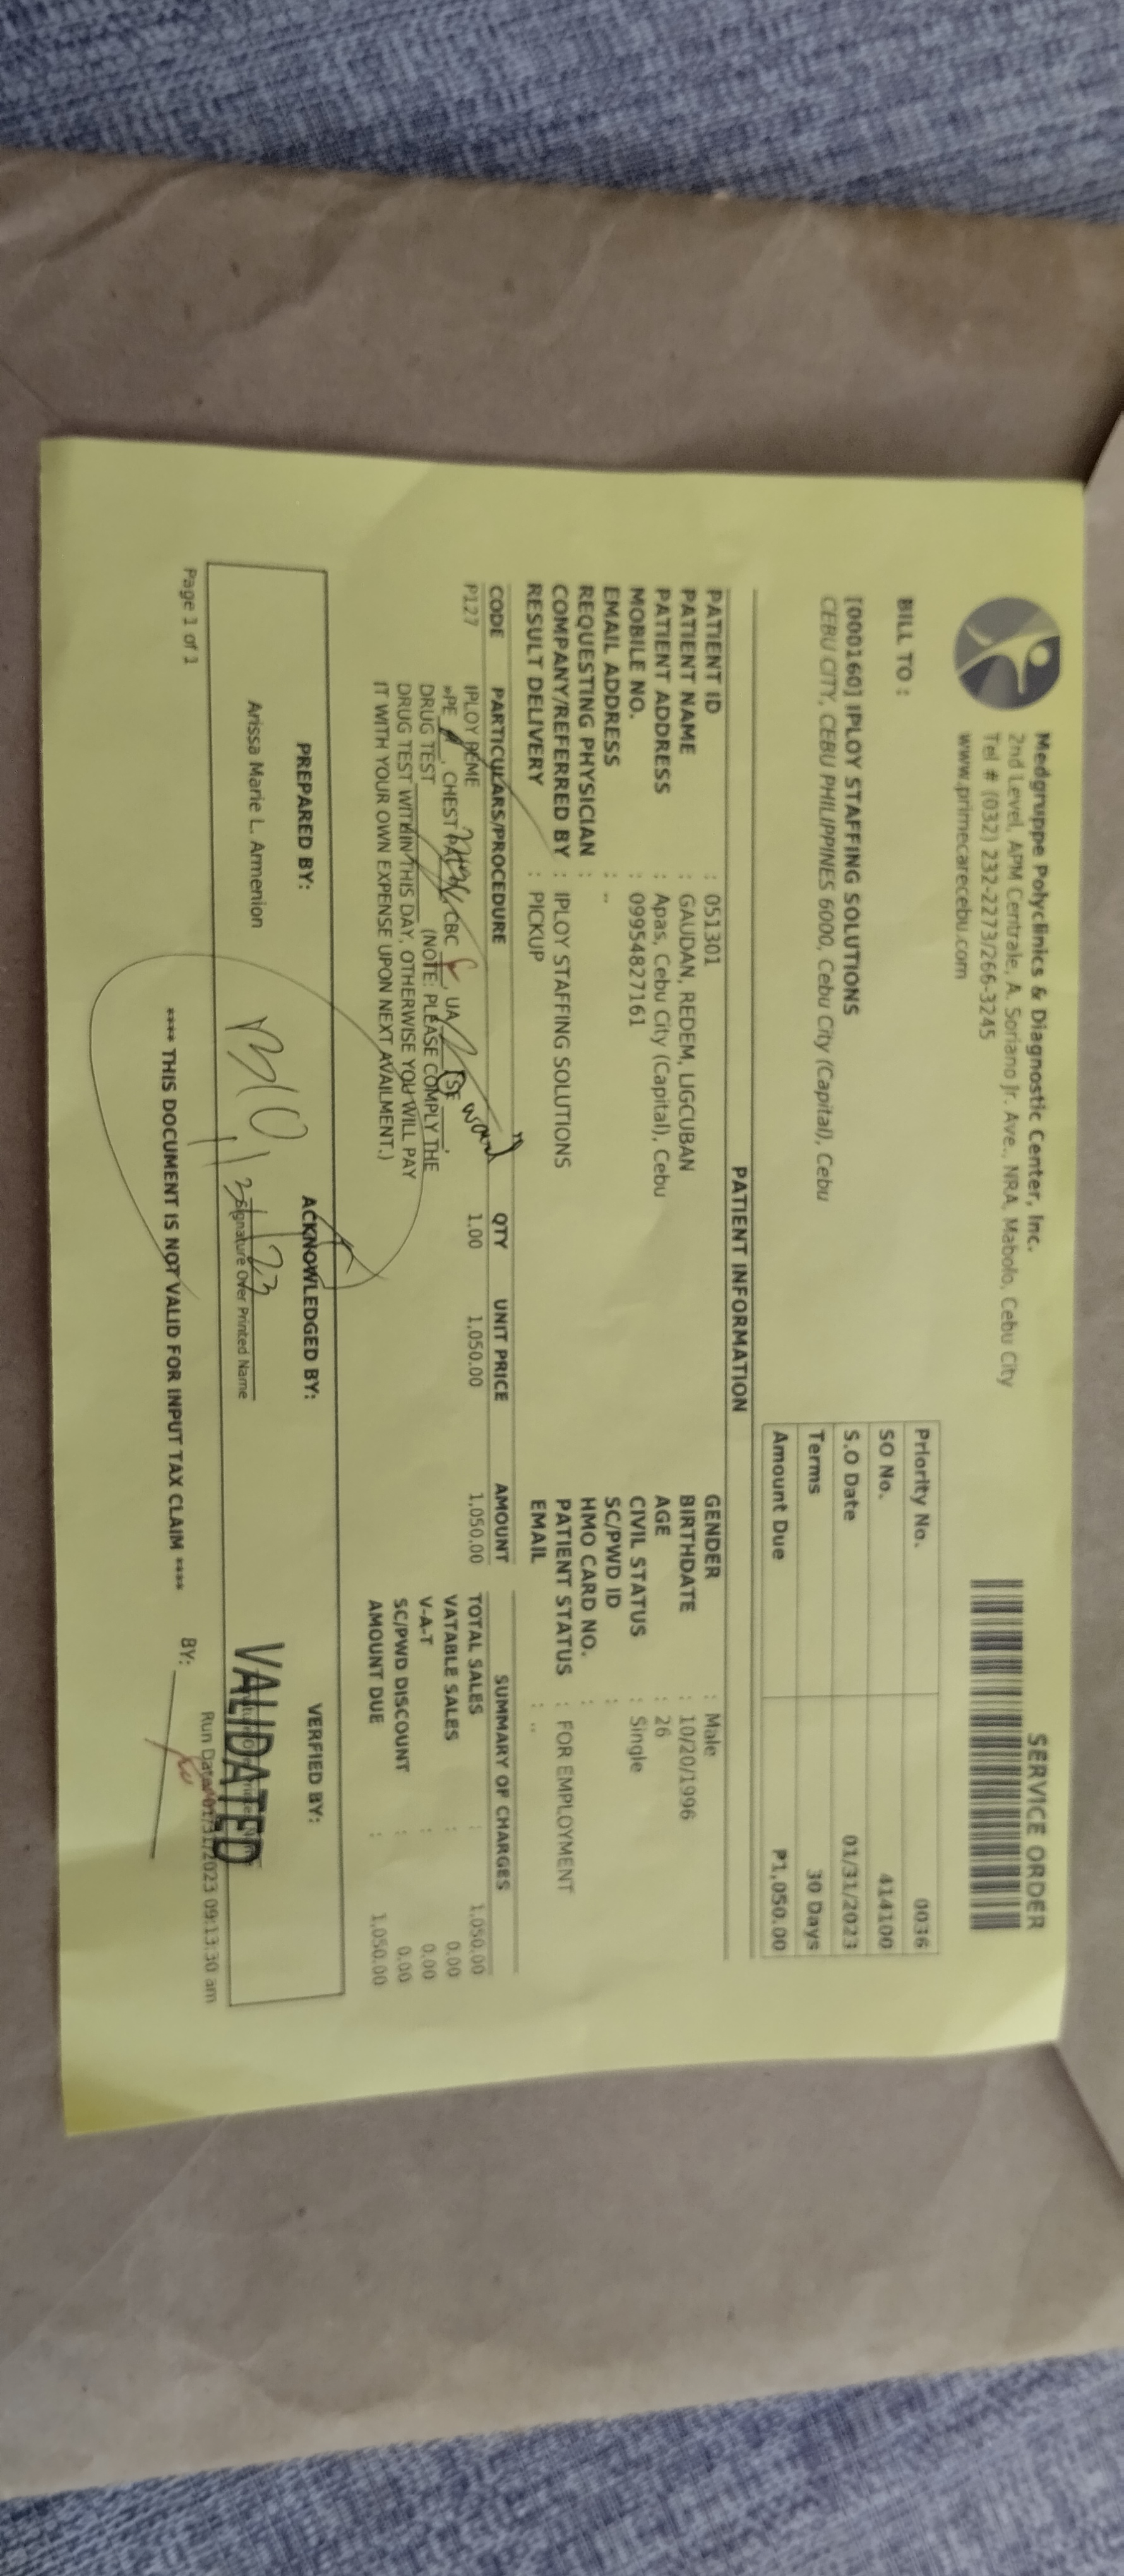 Medgruppe Polyclinics & Diagnostic Center, Inc.
2nd Level, APM Centrale, A. Soriano Jr. Ave., NRA, Mabolo, Cebu City
Tel # (032) 232-2273/266-3245
www.primecarecebu.com
SERVICE ORDER
BILL TO :
[000160] IPLOY STAFFING SOLUTIONS
CEBU CITY, CEBU PHILIPPINES 6000, Cebu City (Capital), Cebu
Priority No. 0036
SO No. 414100
S.O Date 01/31/2023
Terms 30 Days
Amount Due ₱1,050.00
PATIENT INFORMATION
PATIENT ID : 051301 GENDER : Male
PATIENT NAME : GAUDAN, REDEM, LIGCUBAN BIRTHDATE : 10/20/1996
PATIENT ADDRESS : Apas, Cebu City (Capital), Cebu AGE : 26
MOBILE NO. : 09954827161 CIVIL STATUS : Single
EMAIL ADDRESS : -- SC/PWD ID :
REQUESTING PHYSICIAN : HMO CARD NO. :
COMPANY/REFERRED BY : IPLOY STAFFING SOLUTIONS PATIENT STATUS : FOR EMPLOYMENT
RESULT DELIVERY : PICKUP EMAIL : --
CODE PARTICULARS/PROCEDURE QTY UNIT PRICE AMOUNT SUMMARY OF CHARGES
P127 IPLOY PEME 1.00 1,050.00 1,050.00 TOTAL SALES : 1,050.00
»PE , CHEST PA , CBC , UA , SE . VATABLE SALES : 0.00
DRUG TEST (NOTE: PLEASE COMPLY THE V-A-T : 0.00
DRUG TEST WITHIN THIS DAY, OTHERWISE YOU WILL PAY SC/PWD DISCOUNT : 0.00
IT WITH YOUR OWN EXPENSE UPON NEXT AVAILMENT.) AMOUNT DUE : 1,050.00
PREPARED BY: ACKNOWLEDGED BY: VERFIED BY:
Arissa Marie L. Armenion
Signature Over Printed Name
VALIDATED
Page 1 of 1
Run Date 01/31/2023 09:13:30 am
**** THIS DOCUMENT IS NOT VALID FOR INPUT TAX CLAIM ****
BY: